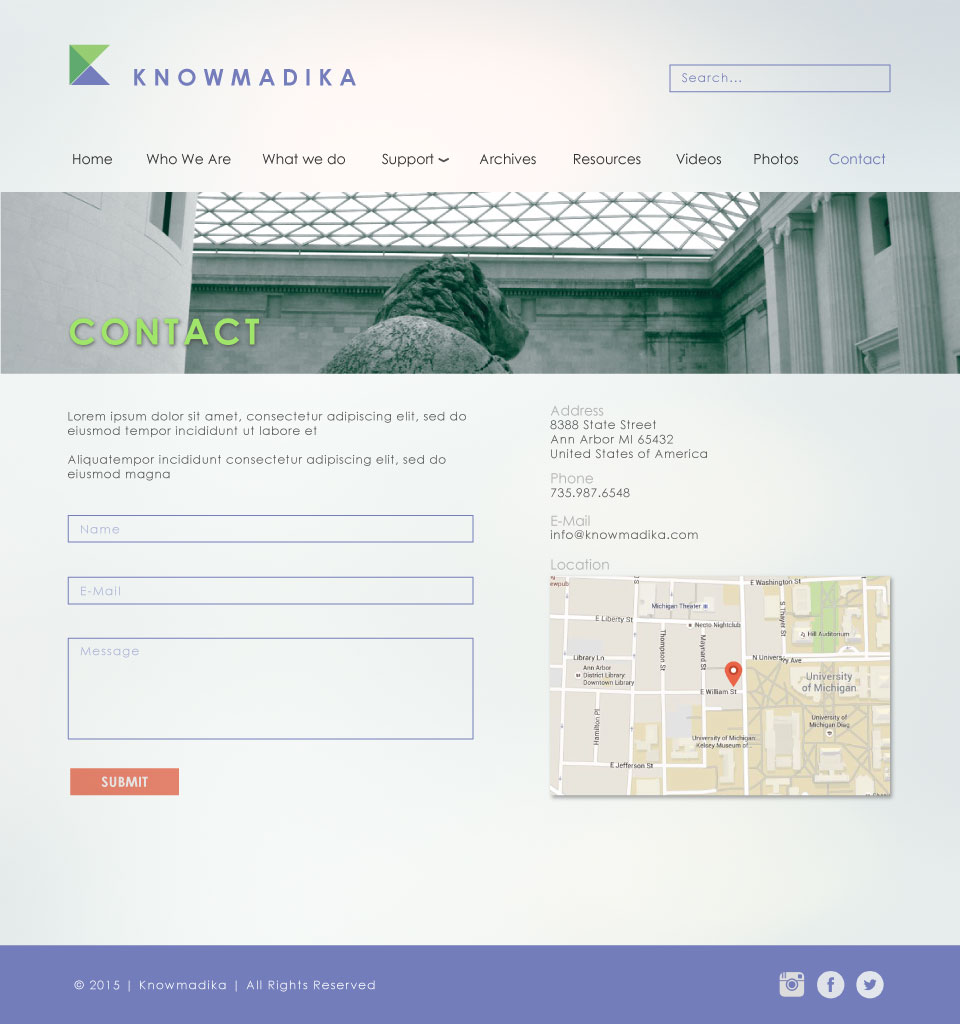 KNOWMADIKA
Search...
Home Who We Are What we do Support Archives Resources Videos Photos Contact
CONTACT
Lorem ipsum dolor sit amet, consectetur adipiscing elit, sed do
eiusmod tempor incididunt ut labore et
Aliquatempor incididunt consectetur adipiscing elit, sed do
eiusmod magna
Name
E-Mail
Message
SUBMIT
Address
8388 State Street
Ann Arbor MI 65432
United States of America
Phone
735.987.6548
E-Mail
info@knowmadika.com
Location
E Washington St
Michigan Theater
S Thayer St
E Liberty St
Necto Nightclub
Hill Auditorium
Thompson St
Maynard St
Library Ln
N Univers
ry Ave
Ann Arbor
District Library
Downtown Library
University
of Michigan
E William St
Hamilton Pl
University of
Michigan Diag
University of Michigan
Kelsey Museum of...
E Jefferson St
© 2015 | Knowmadika | All Rights Reserved